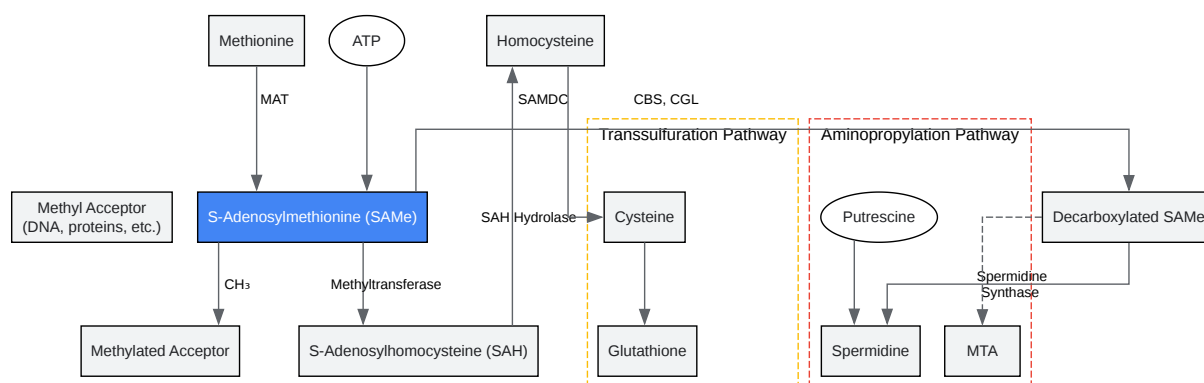 Methionine
ATP
Homocysteine
MAT
SAMDC
CBS, CGL
Transsulfuration Pathway
Aminopropylation Pathway
Methyl Acceptor
(DNA, proteins, etc.)
S-Adenosylmethionine (SAMe)
SAH Hydrolase
Cysteine
Putrescine
Decarboxylated SAMe
CH₃
Methyltransferase
Spermidine
Synthase
Methylated Acceptor
S-Adenosylhomocysteine (SAH)
Glutathione
Spermidine
MTA